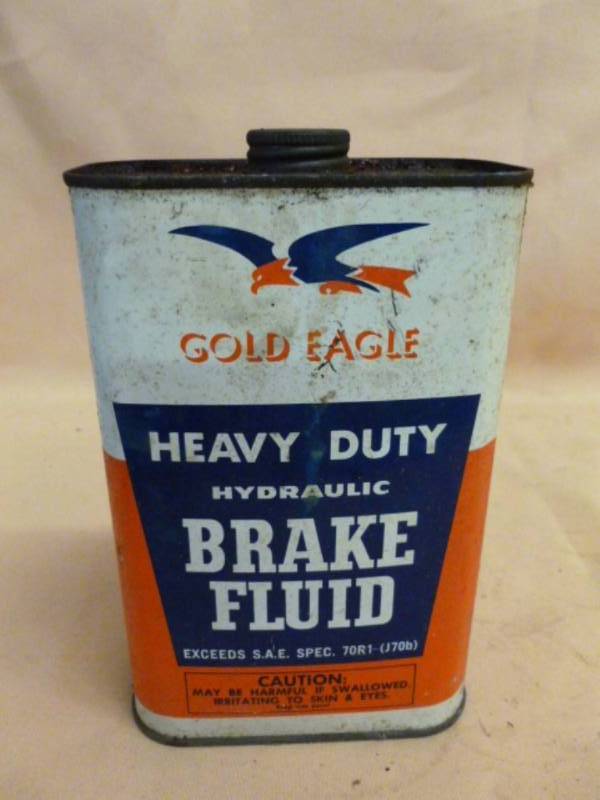 GOLD EAGLE
HEAVY DUTY
HYDRAULIC
BRAKE
FLUID
EXCEEDS S.A.E. SPEC. 70R1-(J70b)
CAUTION:
MAY BE HARMFUL IF SWALLOWED.
IRRITATING TO SKIN & EYES.